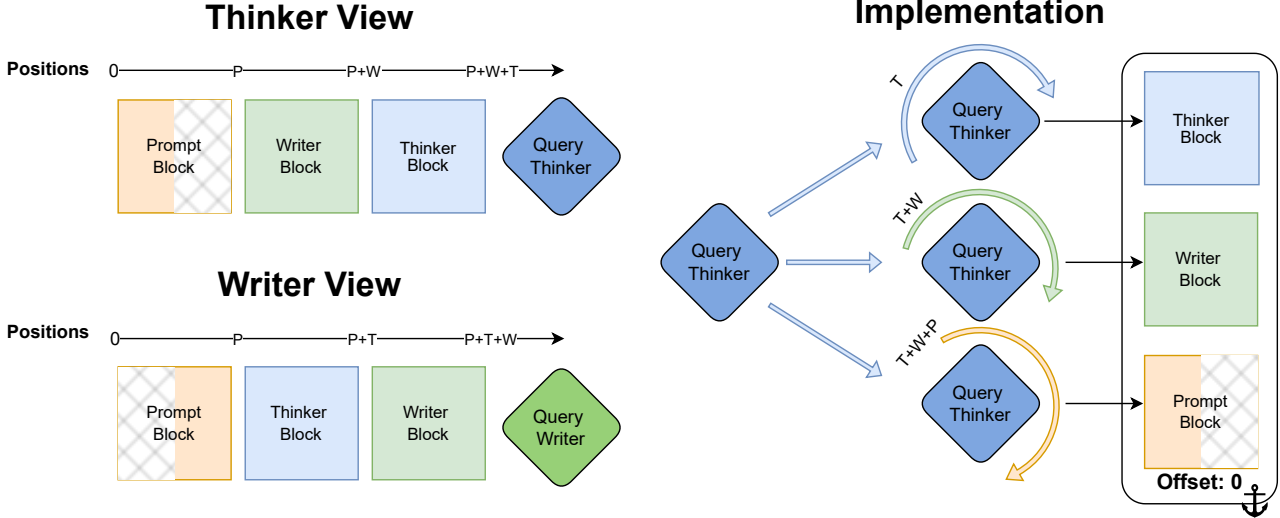 Thinker View
Positions 0 P P+W P+W+T
Prompt
Block
Writer
Block
Thinker
Block
Query
Thinker
Writer View
Positions 0 P P+T P+T+W
Prompt
Block
Thinker
Block
Writer
Block
Query
Writer
Implementation
Query
Thinker
T
Query
Thinker
Thinker
Block
T+W
Query
Thinker
Writer
Block
T+W+P
Query
Thinker
Prompt
Block
Offset: 0